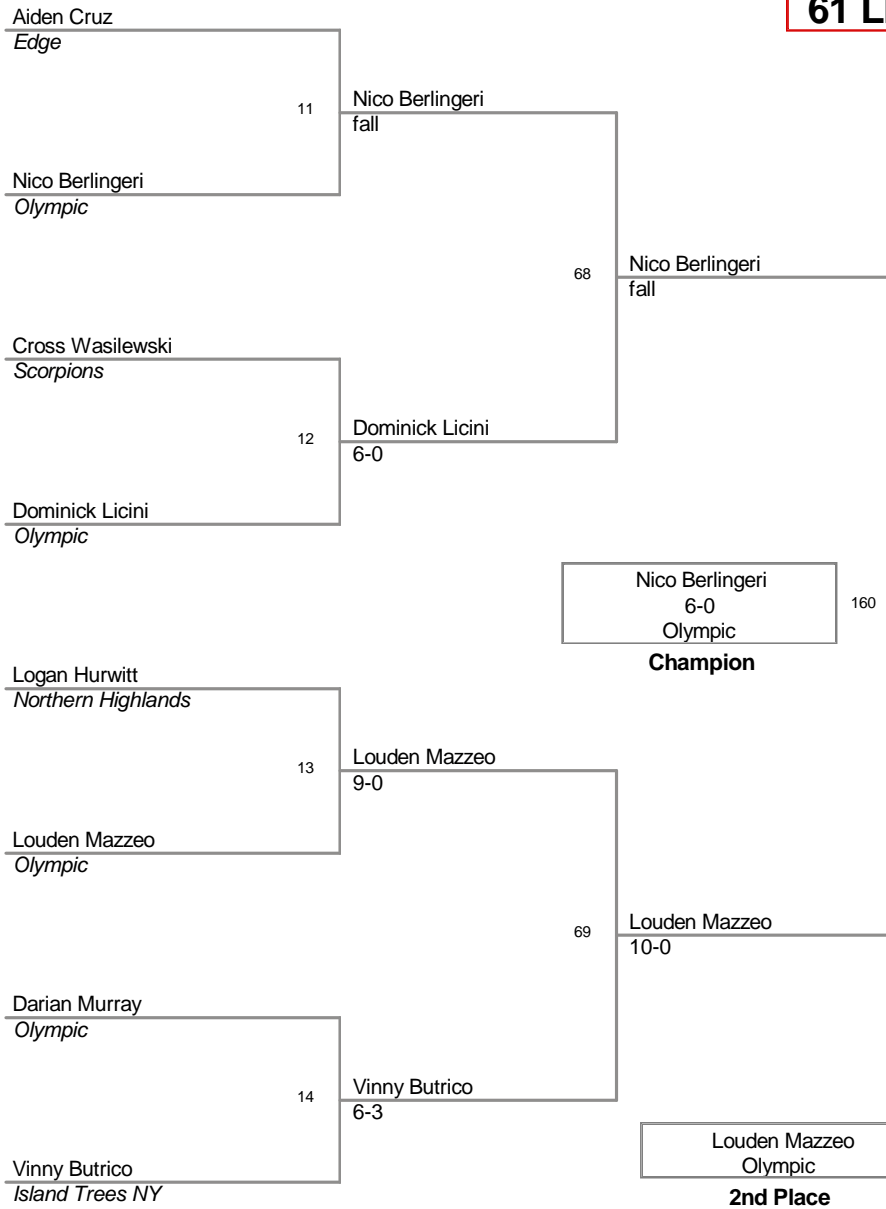 61
Aiden Cruz
Edge
11
Nico Berlingeri
fall
Nico Berlingeri
Olympic
68
Nico Berlingeri
fall
Cross Wasilewski
Scorpions
12
Dominick Licini
6-0
Dominick Licini
Olympic
Nico Berlingeri
6-0
Olympic
160
Champion
Logan Hurwitt
Northern Highlands
13
Louden Mazzeo
9-0
Louden Mazzeo
Olympic
69
Louden Mazzeo
10-0
Darian Murray
Olympic
14
Vinny Butrico
6-3
Vinny Butrico
Island Trees NY
Louden Mazzeo
Olympic
2nd Place